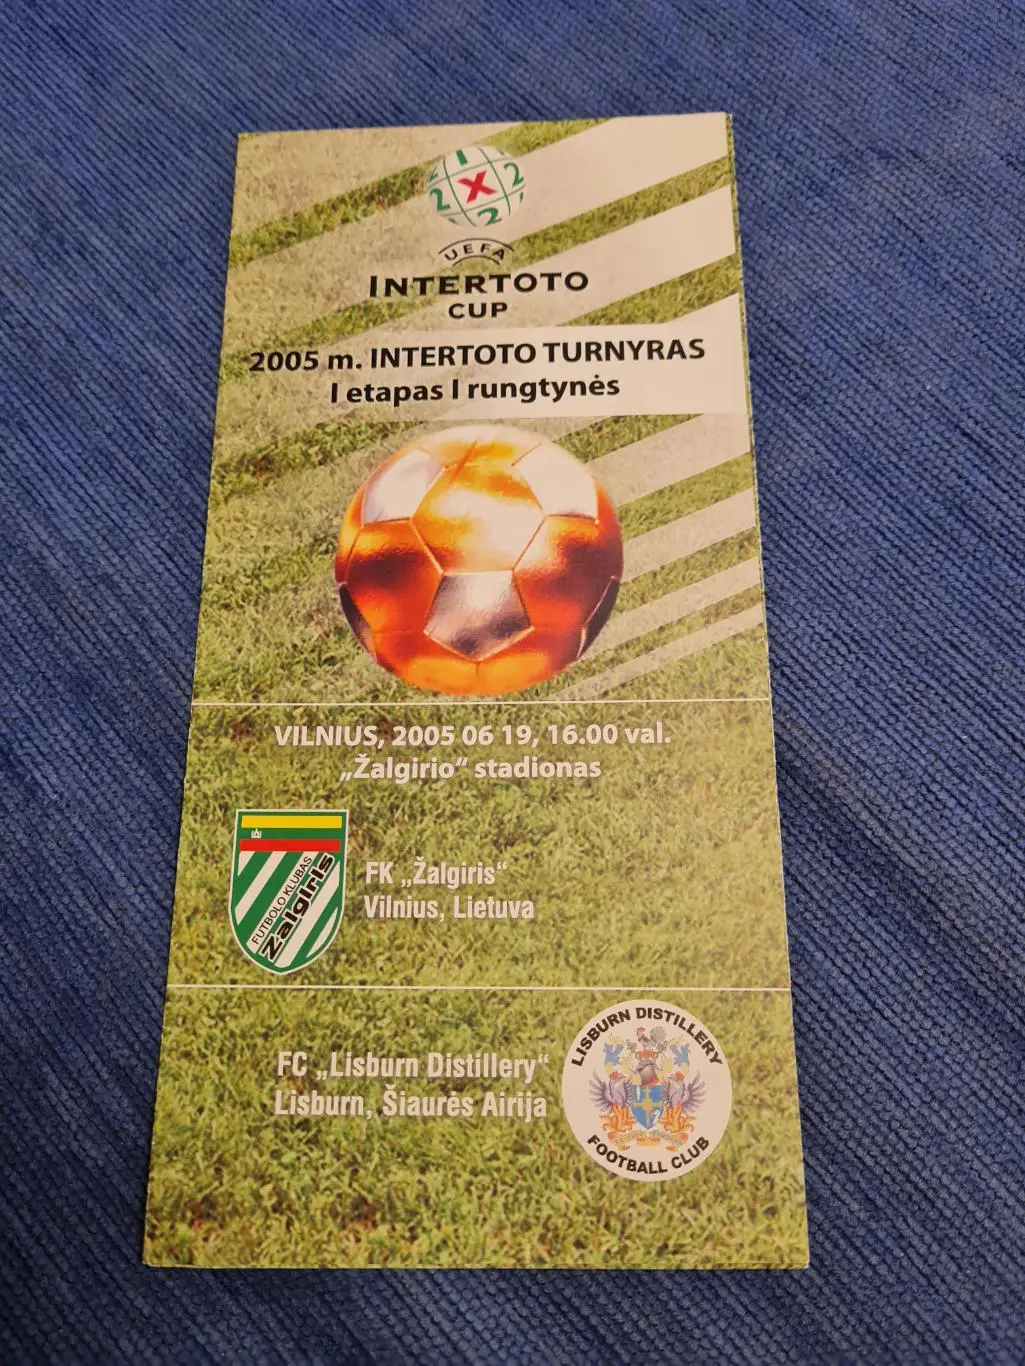 1
2 X 2
2
UEFA
INTERTOTO
CUP
2005 m. INTERTOTO TURNYRAS
I etapas I rungtynės
VILNIUS, 2005 06 19, 16.00 val.
„Žalgirio“ stadionas
FUTBOLO KLUBAS
Žalgiris
FK „Žalgiris“
Vilnius, Lietuva
FC „Lisburn Distillery“
Lisburn, Šiaurės Airija
LISBURN DISTILLERY
FOOTBALL CLUB